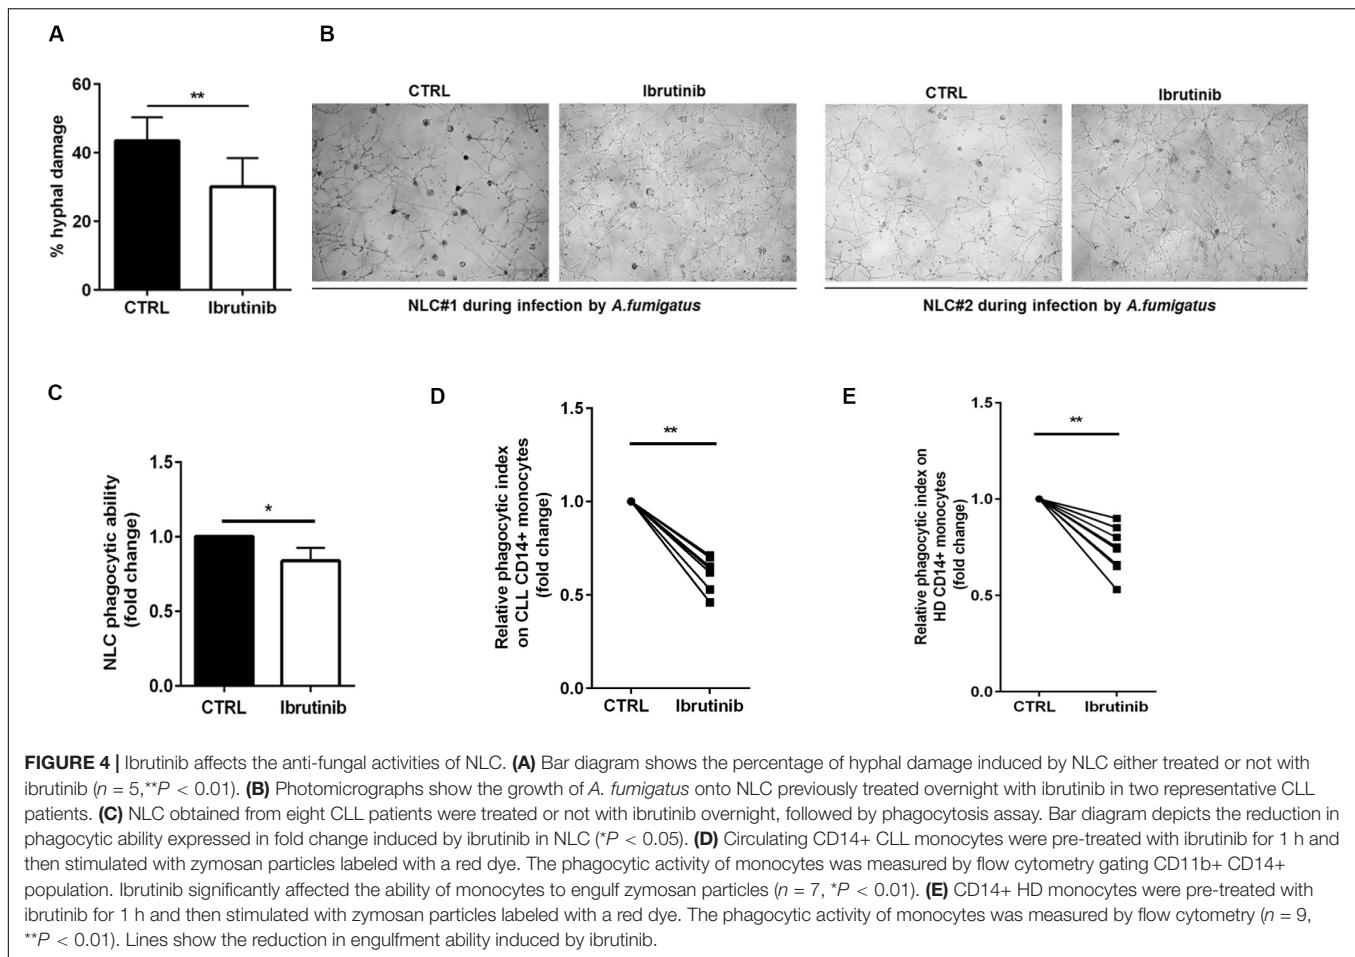 A
B
60
40
20
0
% hyphal damage
**
CTRL
Ibrutinib
CTRL
Ibrutinib
CTRL
Ibrutinib
NLC#1 during infection by A.fumigatus
NLC#2 during infection by A.fumigatus
C
1.5
1.0
0.5
0.0
NLC phagocytic ability
(fold change)
*
CTRL
Ibrutinib
D
1.5
1.0
0.5
0.0
Relative phagocytic index
on CLL CD14+ monocytes
(fold change)
**
CTRL
Ibrutinib
E
1.5
1.0
0.5
0.0
Relative phagocytic index on
HD CD14+ monocytes
(fold change)
**
CTRL
Ibrutinib
FIGURE 4 | Ibrutinib affects the anti-fungal activities of NLC. (A) Bar diagram shows the percentage of hyphal damage induced by NLC either treated or not with
ibrutinib (n = 5,**P < 0.01). (B) Photomicrographs show the growth of A. fumigatus onto NLC previously treated overnight with ibrutinib in two representative CLL
patients. (C) NLC obtained from eight CLL patients were treated or not with ibrutinib overnight, followed by phagocytosis assay. Bar diagram depicts the reduction in
phagocytic ability expressed in fold change induced by ibrutinib in NLC (*P < 0.05). (D) Circulating CD14+ CLL monocytes were pre-treated with ibrutinib for 1 h and
then stimulated with zymosan particles labeled with a red dye. The phagocytic activity of monocytes was measured by flow cytometry gating CD11b+ CD14+
population. Ibrutinib significantly affected the ability of monocytes to engulf zymosan particles (n = 7, *P < 0.01). (E) CD14+ HD monocytes were pre-treated with
ibrutinib for 1 h and then stimulated with zymosan particles labeled with a red dye. The phagocytic activity of monocytes was measured by flow cytometry (n = 9,
**P < 0.01). Lines show the reduction in engulfment ability induced by ibrutinib.